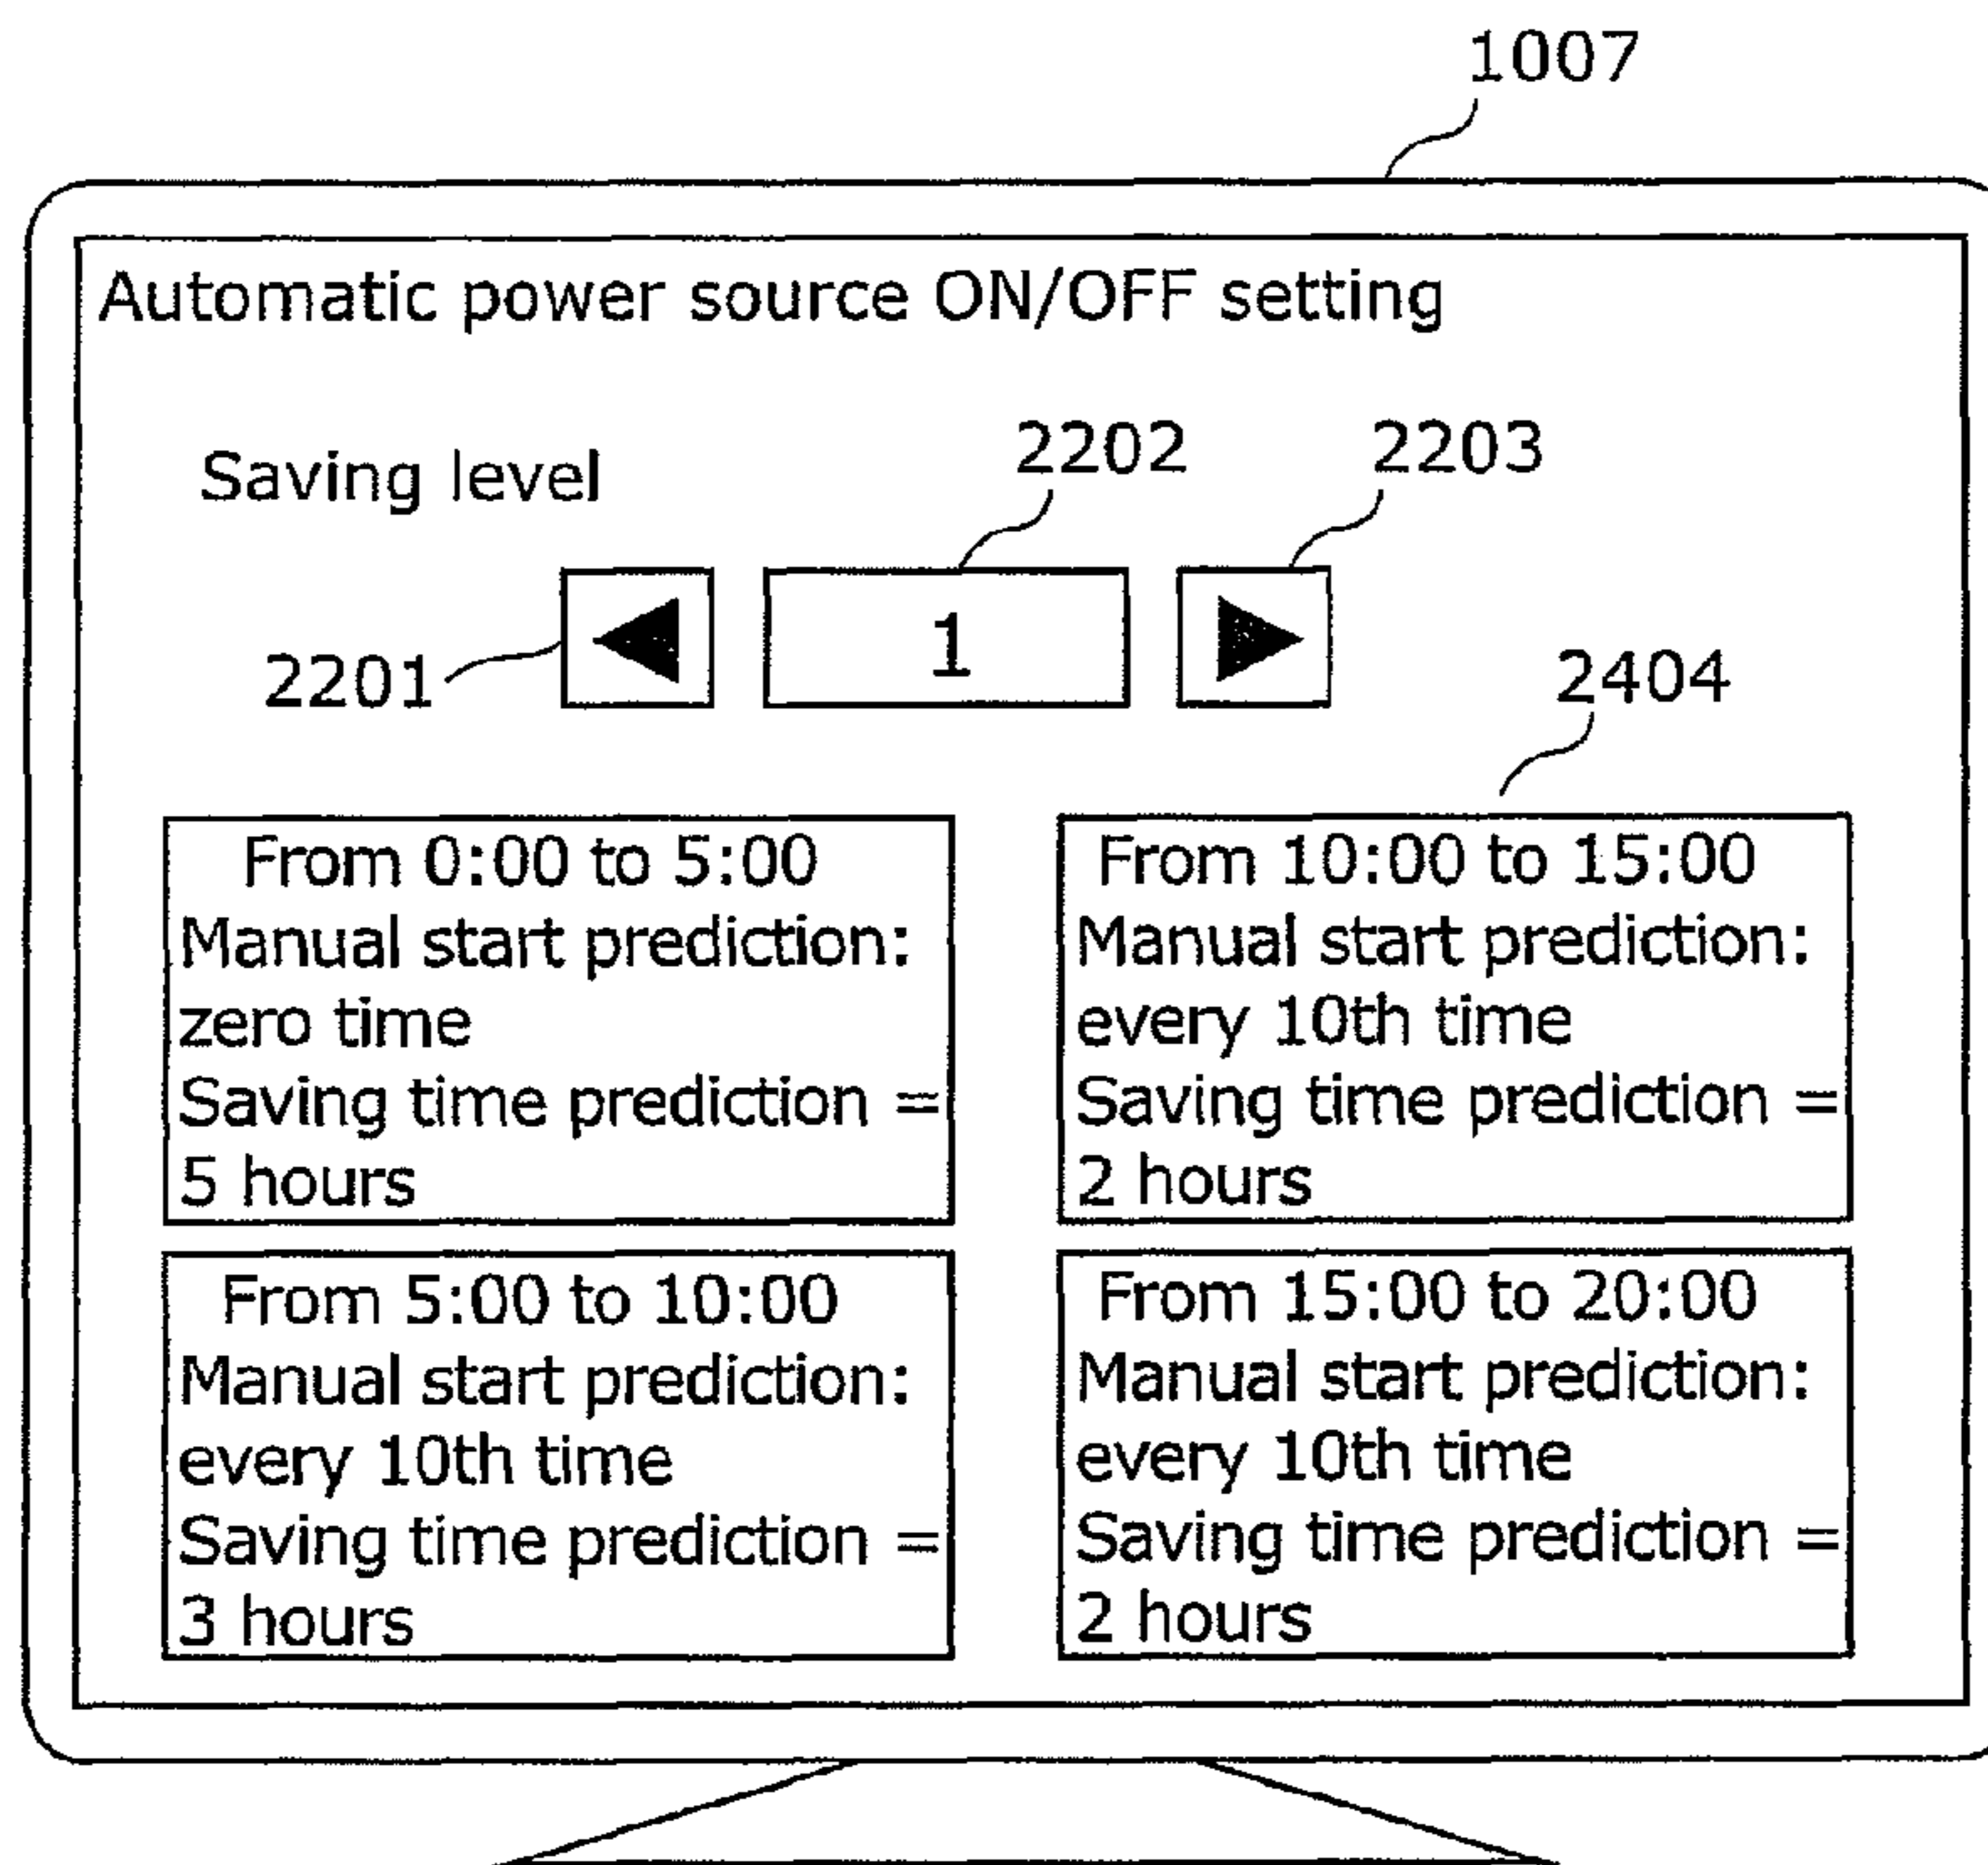 1007
Automatic power source ON/OFF setting
Saving level
2202
2203
2201
1
2404
From 0:00 to 5:00
Manual start prediction:
zero time
Saving time prediction =
5 hours
From 10:00 to 15:00
Manual start prediction:
every 10th time
Saving time prediction =
2 hours
From 5:00 to 10:00
Manual start prediction:
every 10th time
Saving time prediction =
3 hours
From 15:00 to 20:00
Manual start prediction:
every 10th time
Saving time prediction =
2 hours